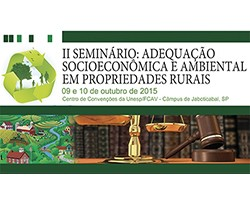 II SEMINÁRIO: ADEQUAÇÃO
SOCIOECONÔMICA E AMBIENTAL
EM PROPRIEDADES RURAIS
09 e 10 de outubro de 2015
Centro de Convenções da Unesp/FCAV - Câmpus de Jaboticabal, SP